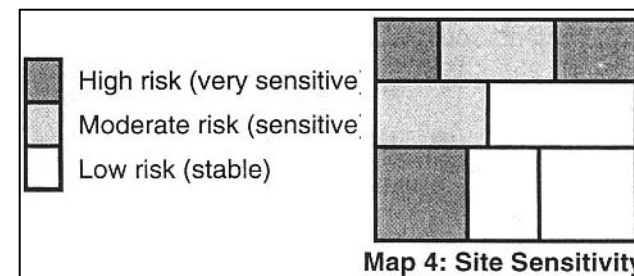 High risk (very sensitive)
Moderate risk (sensitive)
Low risk (stable)
Map 4: Site Sensitivity